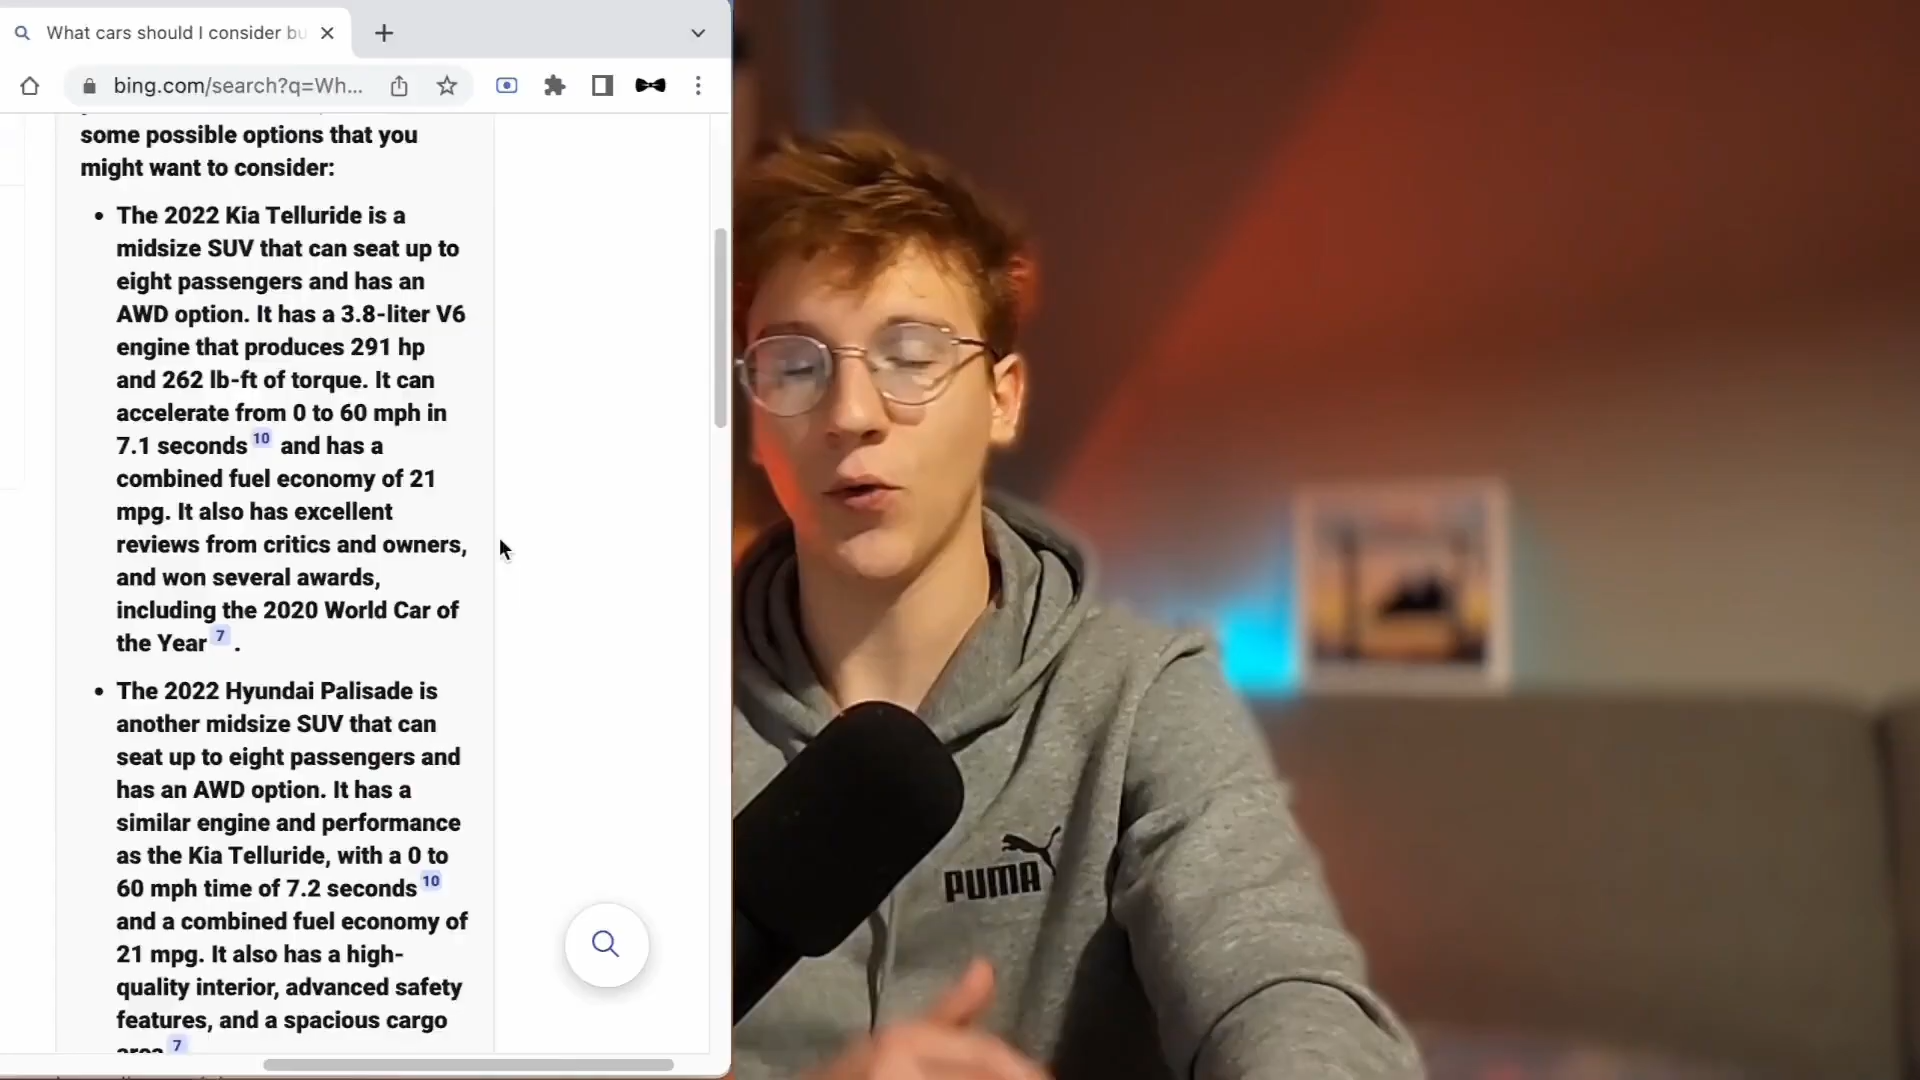 What cars should I consider bu
bing.com/search?q=Wh...
some possible options that you
might want to consider:
• The 2022 Kia Telluride is a
midsize SUV that can seat up to
eight passengers and has an
AWD option. It has a 3.8-liter V6
engine that produces 291 hp
and 262 lb-ft of torque. It can
accelerate from 0 to 60 mph in
7.1 seconds 10 and has a
combined fuel economy of 21
mpg. It also has excellent
reviews from critics and owners,
and won several awards,
including the 2020 World Car of
the Year 7 .
• The 2022 Hyundai Palisade is
another midsize SUV that can
seat up to eight passengers and
has an AWD option. It has a
similar engine and performance
as the Kia Telluride, with a 0 to
60 mph time of 7.2 seconds 10
and a combined fuel economy of
21 mpg. It also has a high-
quality interior, advanced safety
features, and a spacious cargo
area 7
PUMA